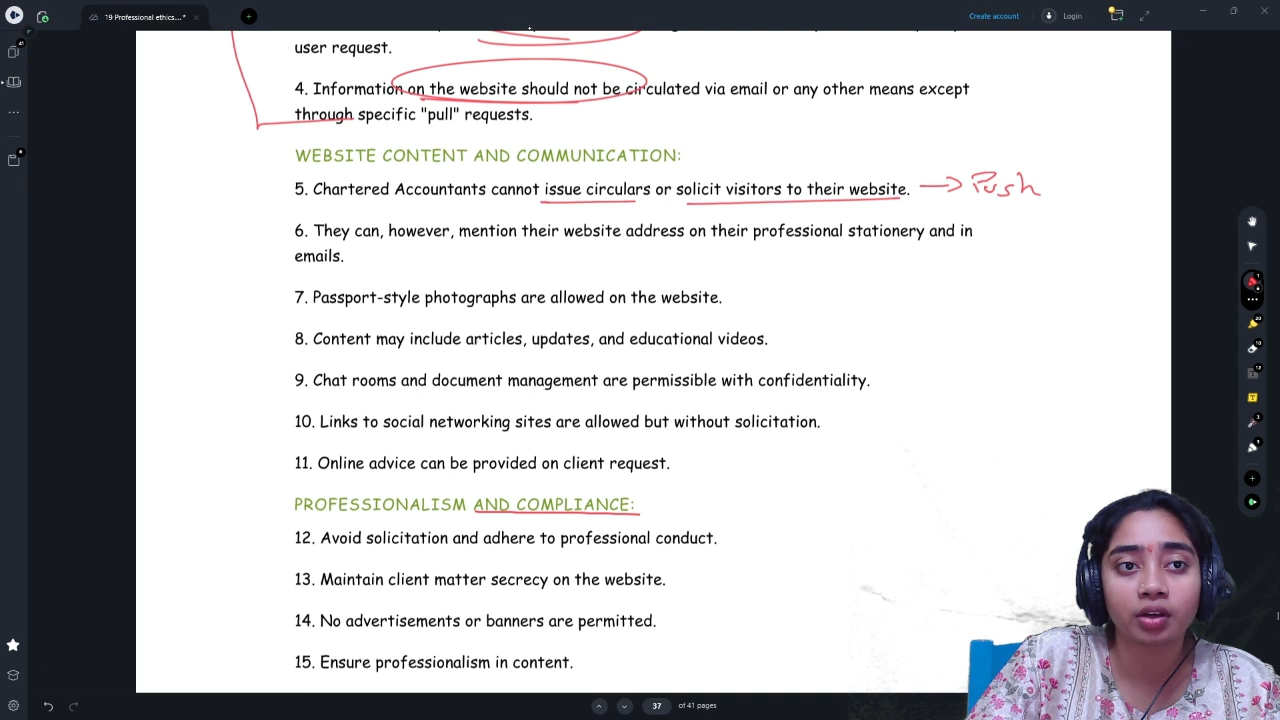 19 Professional ethics....*
Create account
Login
user request.
4. Information on the website should not be circulated via email or any other means except
through specific "pull" requests.
WEBSITE CONTENT AND COMMUNICATION:
5. Chartered Accountants cannot issue circulars or solicit visitors to their website. → Push
6. They can, however, mention their website address on their professional stationery and in
emails.
7. Passport-style photographs are allowed on the website.
8. Content may include articles, updates, and educational videos.
9. Chat rooms and document management are permissible with confidentiality.
10. Links to social networking sites are allowed but without solicitation.
11. Online advice can be provided on client request.
PROFESSIONALISM AND COMPLIANCE:
12. Avoid solicitation and adhere to professional conduct.
13. Maintain client matter secrecy on the website.
14. No advertisements or banners are permitted.
15. Ensure professionalism in content.
37 of 41 pages